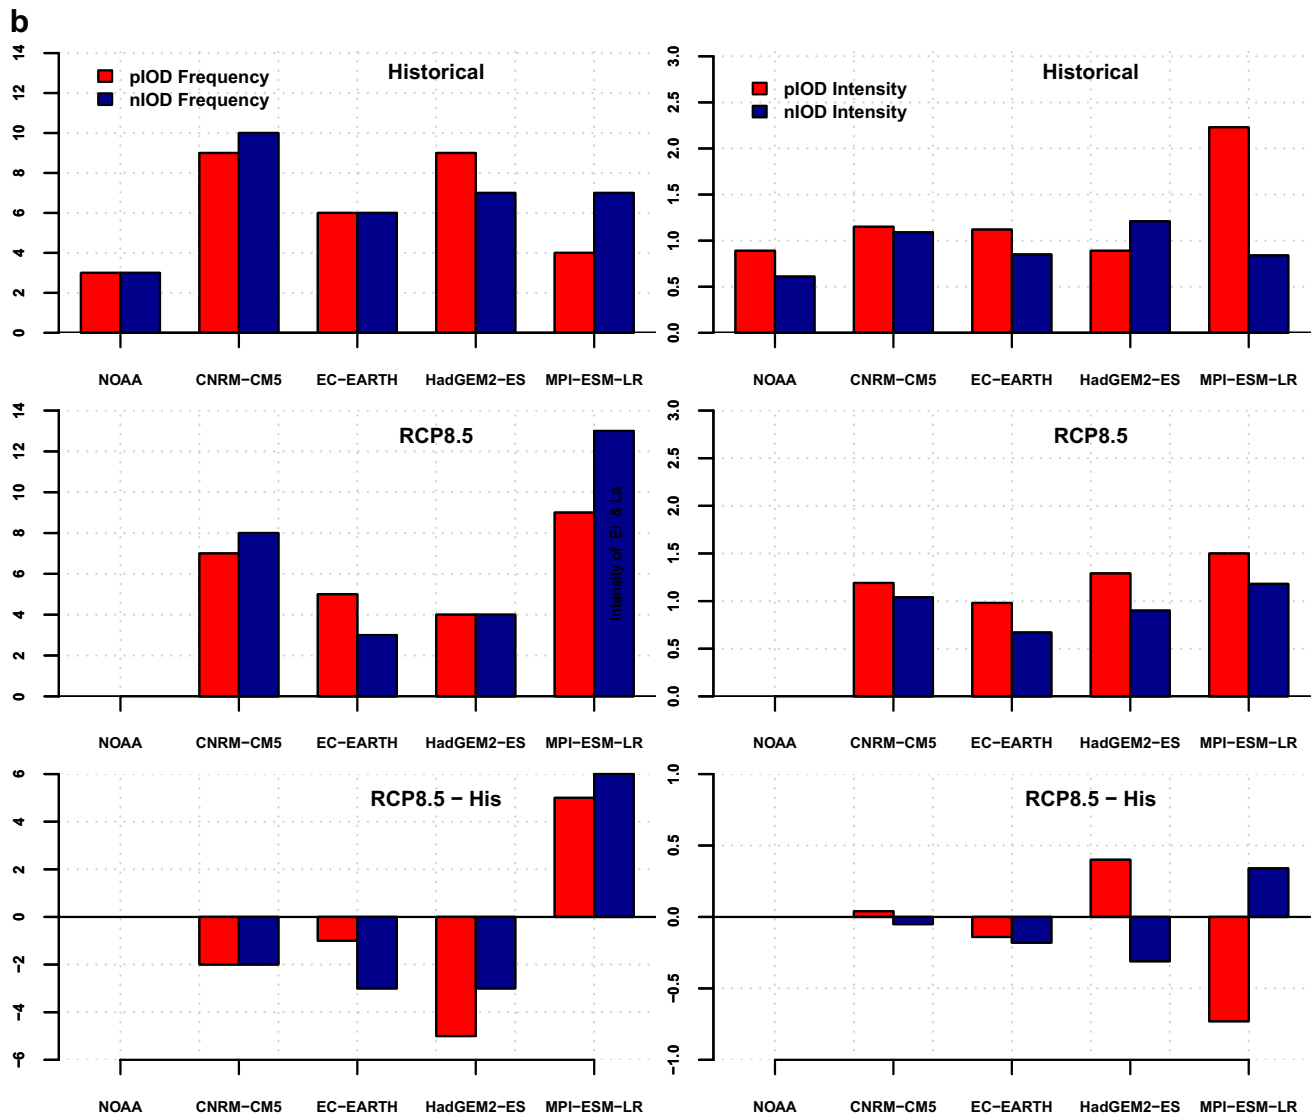 b
Historical
pIOD Frequency
nIOD Frequency
14
12
10
8
6
4
2
0
NOAA CNRM−CM5 EC−EARTH HadGEM2−ES MPI−ESM−LR
Historical
pIOD Intensity
nIOD Intensity
3.0
2.5
2.0
1.5
1.0
0.5
0.0
NOAA CNRM−CM5 EC−EARTH HadGEM2−ES MPI−ESM−LR
RCP8.5
14
12
10
8
6
4
2
0
Intensity of El & La
NOAA CNRM−CM5 EC−EARTH HadGEM2−ES MPI−ESM−LR
RCP8.5
3.0
2.5
2.0
1.5
1.0
0.5
0.0
NOAA CNRM−CM5 EC−EARTH HadGEM2−ES MPI−ESM−LR
RCP8.5 − His
6
4
2
0
−2
−4
−6
NOAA CNRM−CM5 EC−EARTH HadGEM2−ES MPI−ESM−LR
RCP8.5 − His
1.0
0.5
0.0
−0.5
−1.0
NOAA CNRM−CM5 EC−EARTH HadGEM2−ES MPI−ESM−LR